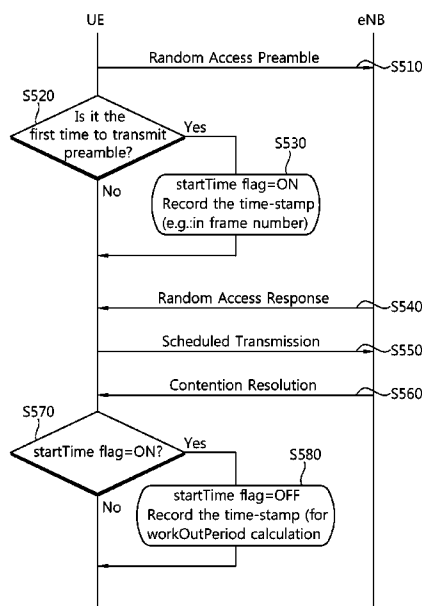 UE
eNB
Random Access Preamble
S510
S520
Is it the
first time to transmit
preamble?
Yes
No
S530
startTime flag=ON
Record the time-stamp
(e.g.:in frame number)
Random Access Response
S540
Scheduled Transmission
S550
Contention Resolution
S560
S570
startTime flag=ON?
Yes
No
S580
startTime flag=OFF
Record the time-stamp (for
workOutPeriod calculation